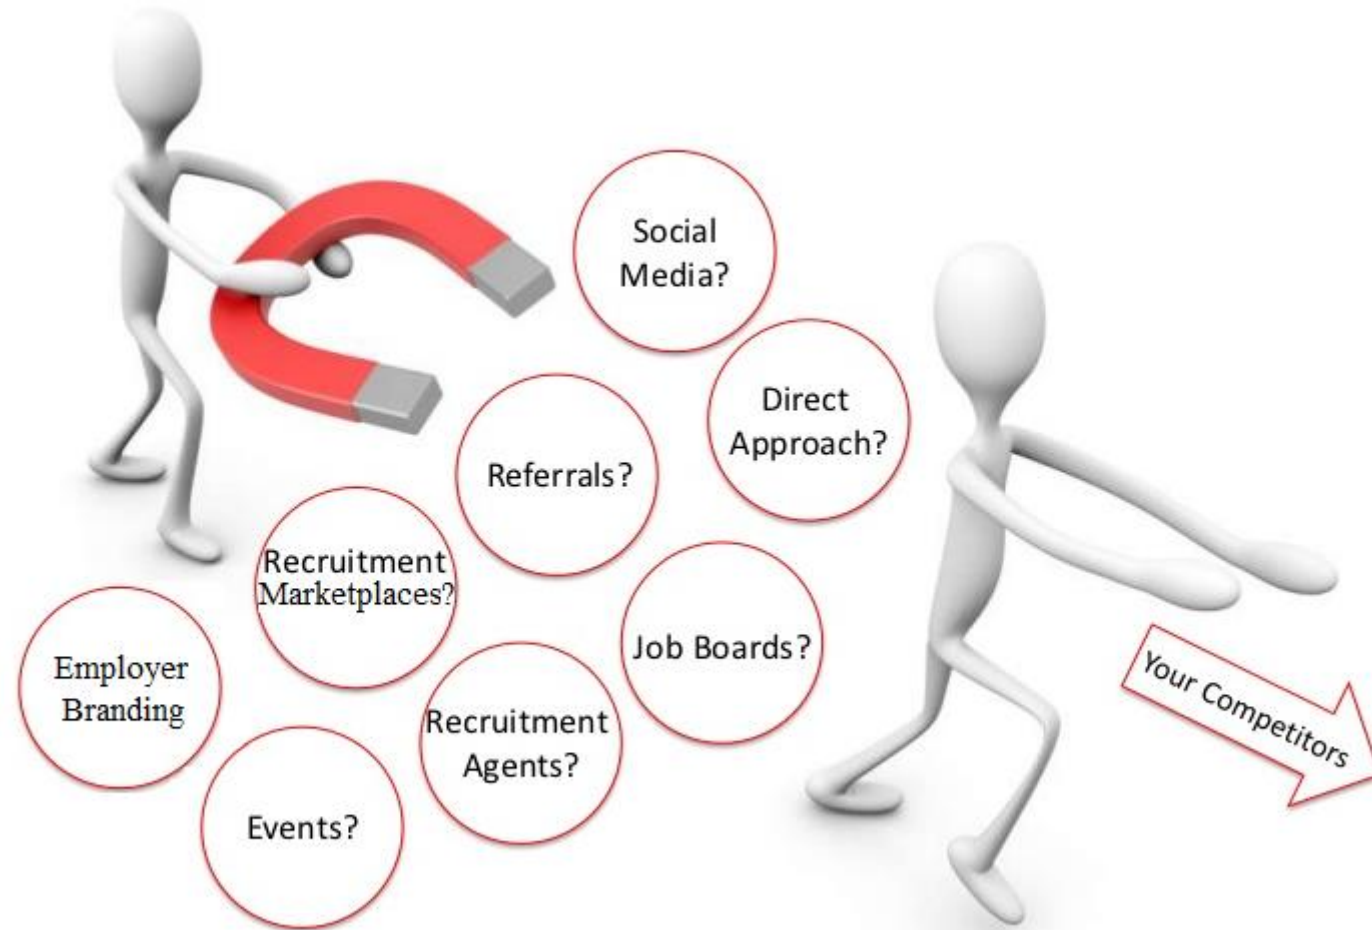 Social
Media?
Direct
Approach?
Referrals?
Recruitment
Marketplaces?
Job Boards?
Employer
Branding
Recruitment
Agents?
Events?
Your Competitors